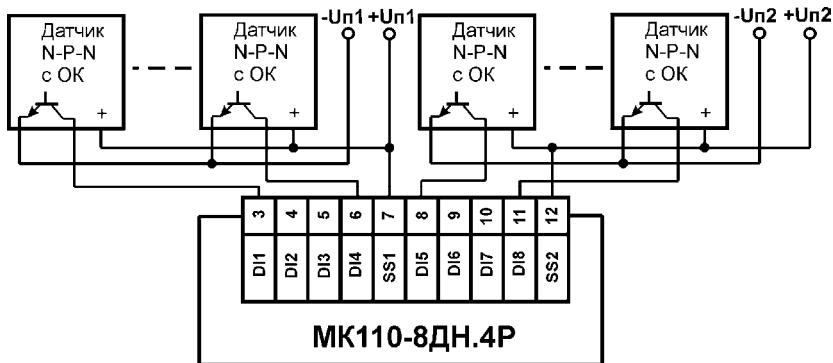 Датчик
N-P-N
с ОК
+
Датчик
N-P-N
с ОК
+
-Uп1 +Uп1
Датчик
N-P-N
с ОК
+
Датчик
N-P-N
с ОК
+
-Uп2 +Uп2
3 4 5 6 7 8 9 10 11 12
DI1 DI2 DI3 DI4 SS1 DI5 DI6 DI7 DI8 SS2
МК110-8ДН.4Р